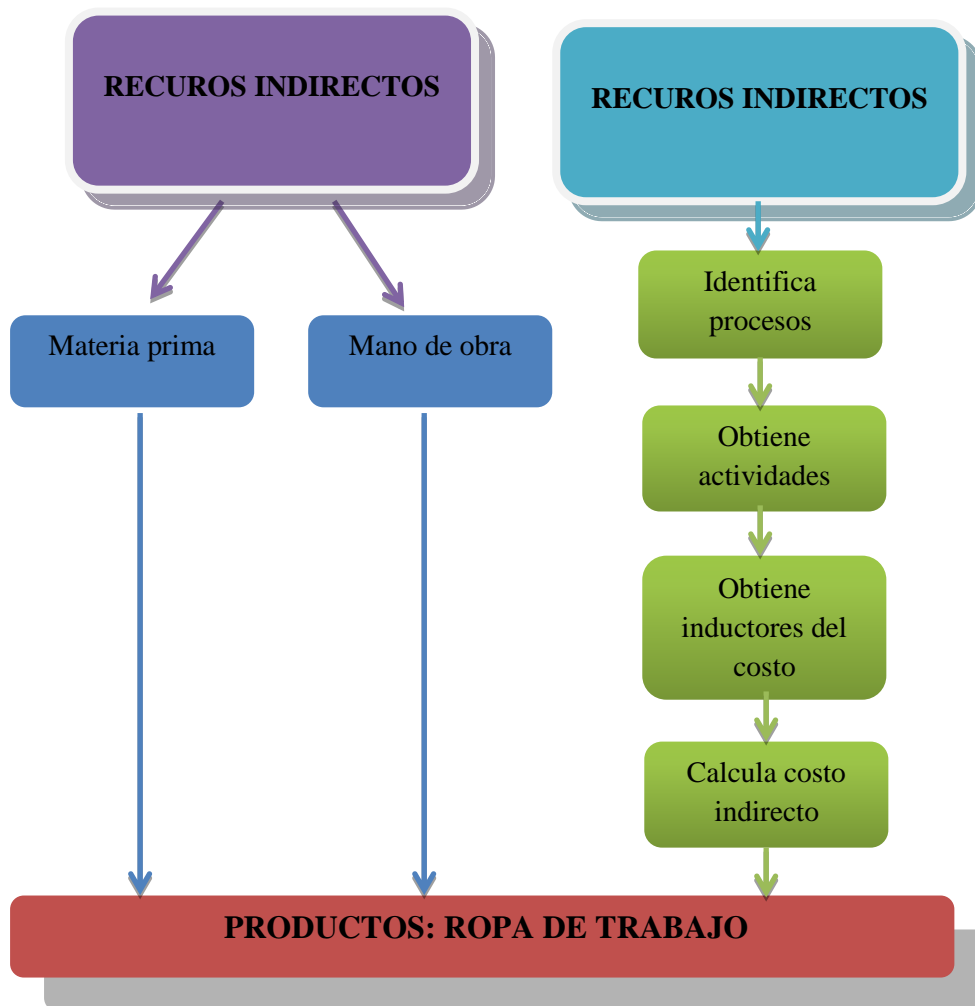 RECUROS INDIRECTOS
RECUROS INDIRECTOS
Materia prima
Mano de obra
Identifica
procesos
Obtiene
actividades
Obtiene
inductores del
costo
Calcula costo
indirecto
PRODUCTOS: ROPA DE TRABAJO